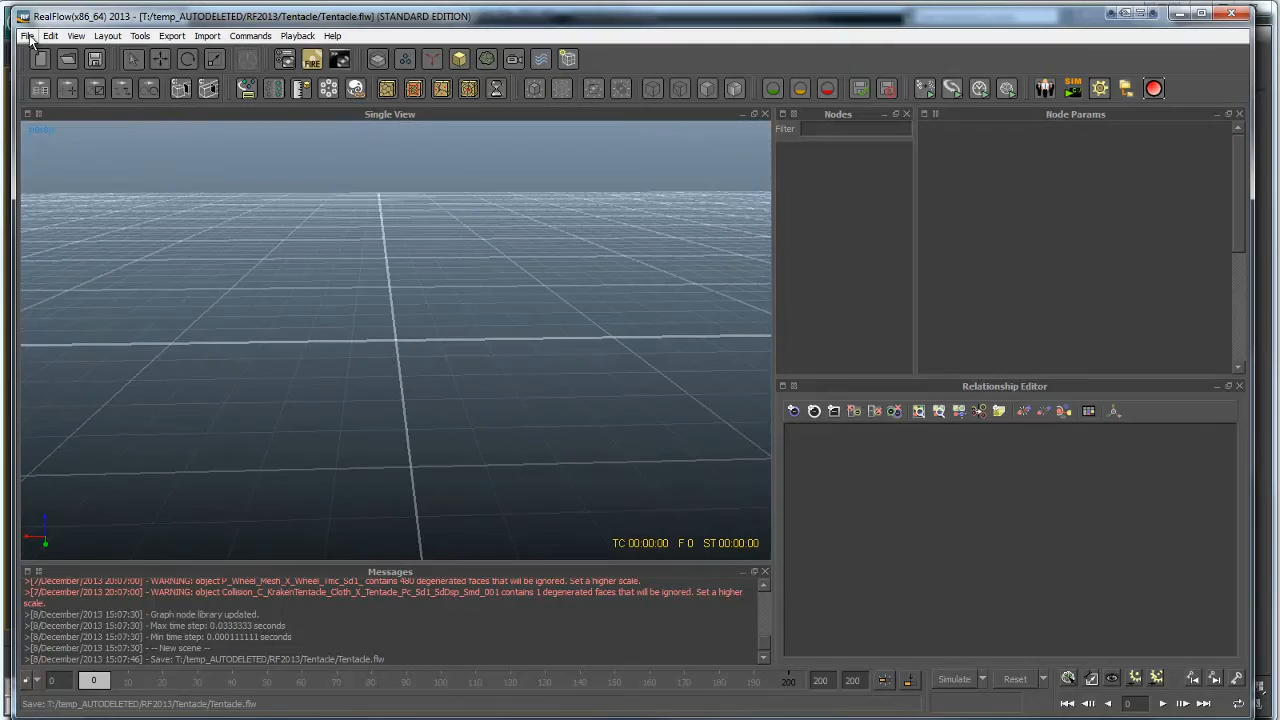 RealFlow(x86_64) 2013 - [T:/temp_AUTODELETED/RF2013/Tentacle/Tentacle.flw] (STANDARD EDITION)
Edit View Layout Tools Export Import Commands Playback Help
FIRE
SIM
Single View
Nodes
Node Params
Filter
Relationship Editor
TC 00:00:00 F 0 ST 00:00.00
Messages
>[7/December/2013 20:07:00] - WARNING: object P_Wheel_Mesh_X_Wheel_Tmc_Sd1_ contains 480 degenerated faces that will be ignored. Set a higher scale.
>[7/December/2013 20:07:00] - WARNING: object Collision_C_KrakenTentacle_Cloth_X_Tentacle_Pc_Sd1_SdDsp_Smd_001 contains 1 degenerated faces that will be ignored. Set a higher
scale.
>[8/December/2013 15:07:30] - Graph node library updated.
>[8/December/2013 15:07:30] - Max time step: 0.0333333 seconds
>[8/December/2013 15:07:30] - Min time step: 0.000111111 seconds
>[8/December/2013 15:07:30] - -- New scene --
>[8/December/2013 15:07:46] - Save: T:/temp_AUTODELETED/RF2013/Tentacle/Tentacle.flw
0 0 10 20 30 40 50 60 70 80 90 100 110 120 130 140 150 160 170 180 190 200 200 200
Simulate Reset
Save: T:/temp_AUTODELETED/RF2013/Tentacle/Tentacle.flw
0